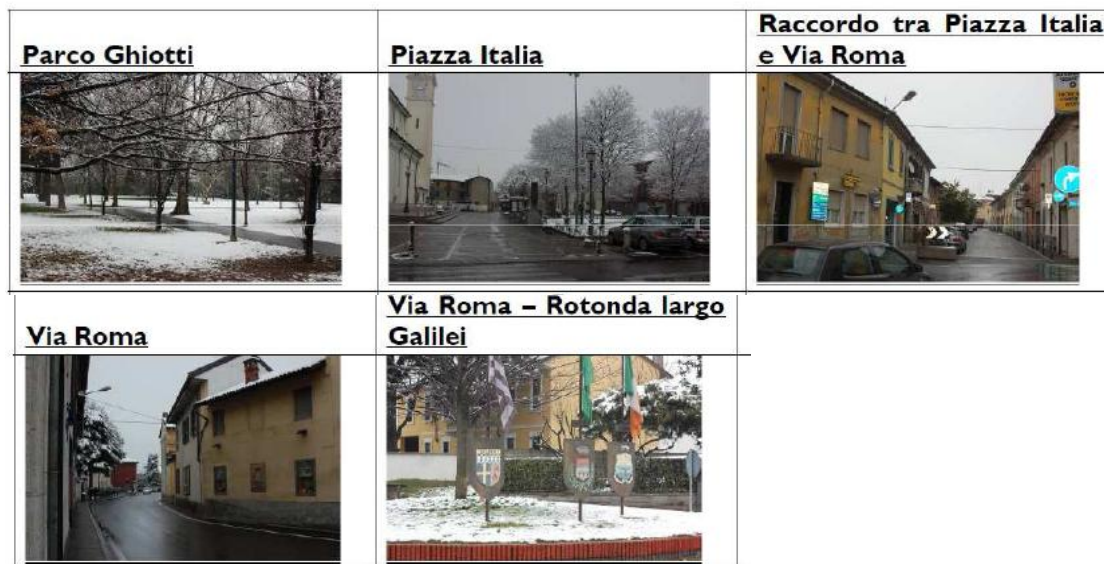 Parco Ghiotti
Piazza Italia
Raccordo tra Piazza Italia
e Via Roma
Via Roma
Via Roma – Rotonda largo
Galilei